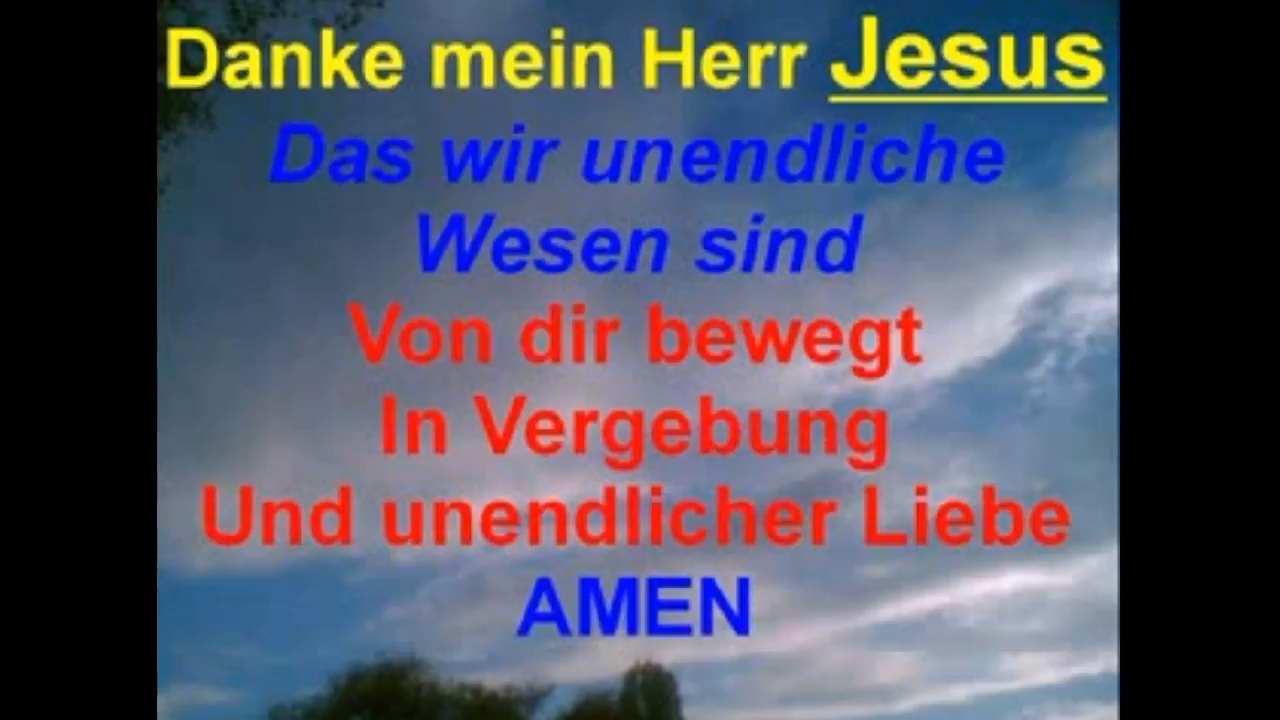 Danke mein Herr Jesus
Das wir unendliche
Wesen sind
Von dir bewegt
In Vergebung
Und unendlicher Liebe
AMEN